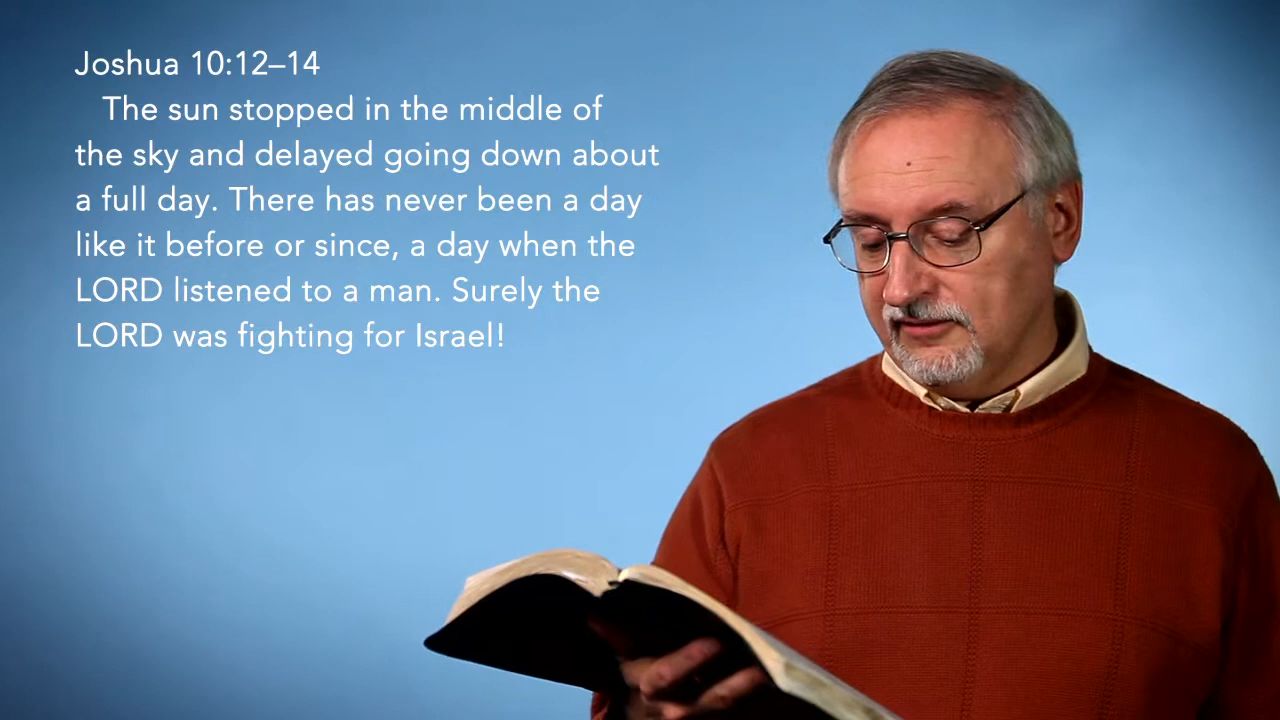 Joshua 10:12–14
The sun stopped in the middle of
the sky and delayed going down about
a full day. There has never been a day
like it before or since, a day when the
LORD listened to a man. Surely the
LORD was fighting for Israel!